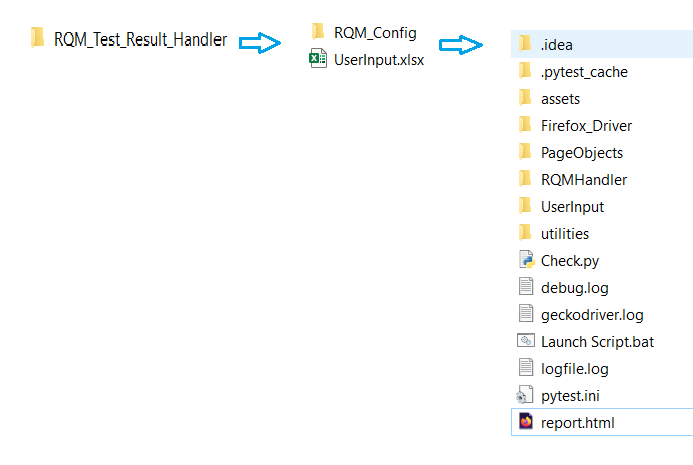 RQM_Test_Result_Handler
RQM_Config
UserInput.xlsx
.idea
.pytest_cache
assets
Firefox_Driver
PageObjects
RQMHandler
UserInput
utilities
Check.py
debug.log
geckodriver.log
Launch Script.bat
logfile.log
pytest.ini
report.html